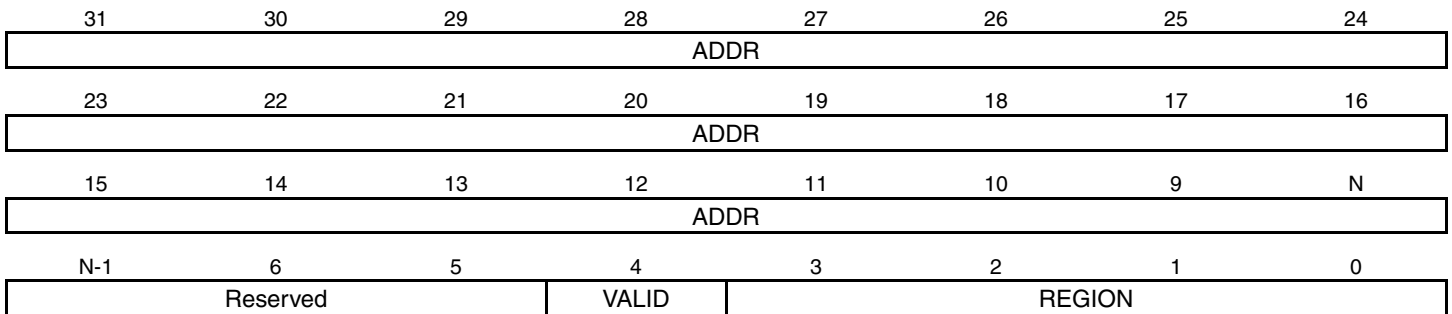 31 30 29 28 27 26 25 24
ADDR
23 22 21 20 19 18 17 16
ADDR
15 14 13 12 11 10 9 N
ADDR
N-1 6 5 4 3 2 1 0
Reserved VALID REGION